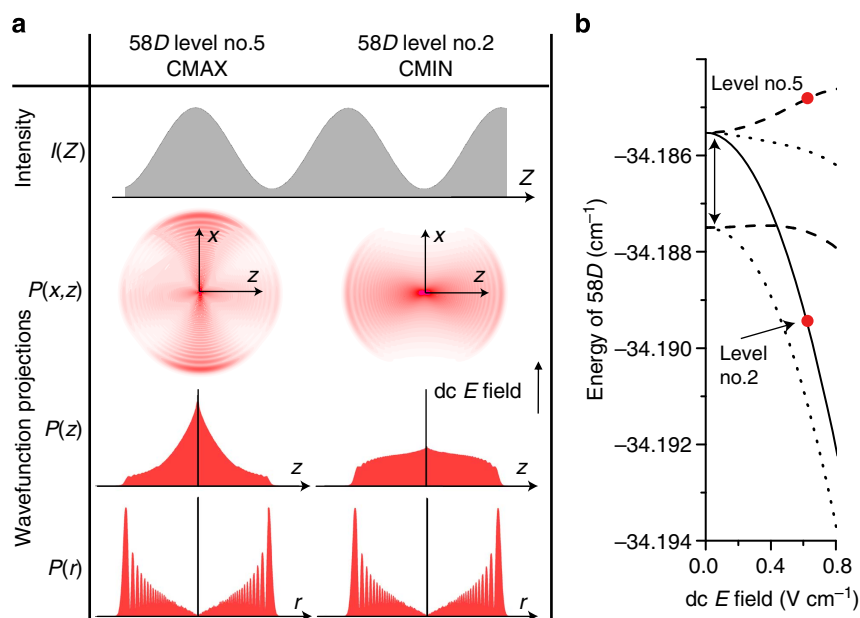 a
58D level no.5
CMAX
58D level no.2
CMIN
Intensity
I(Z)
Z
Wavefunction projections
P(x,z)
x
z
x
z
dc E field
P(z)
z
z
P(r)
r
r
b
Energy of 58D (cm⁻¹)
Level no.5
Level
no.2
−34.186
−34.188
−34.190
−34.192
−34.194
0.0
0.4
0.8
dc E field (V cm⁻¹)